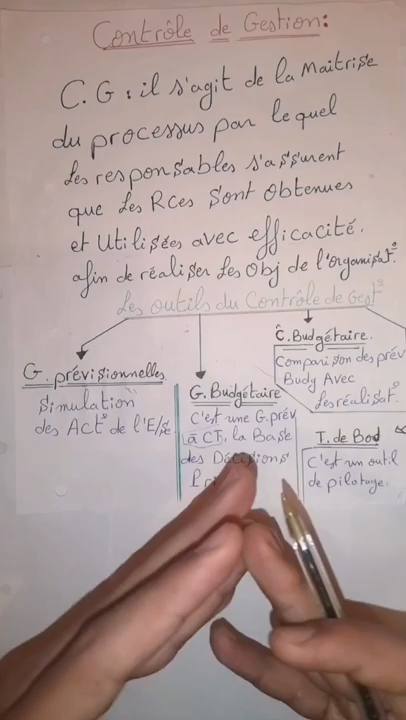 Contrôle de Gestion:
C.G: il s'agit de la Maitrise
du processus par lequel
les responsables s'assurent
que les Rces sont obtenues
et Utilisées avec efficacité.
afin de réaliser les obj de l'organisat°.
Les outils du Contrôle de Gest°
G. prévisionnelles
Simulation
des Act° de l'E/se
G. Budgétaire
C'est une G. prév
à CT, la Base
des Décisions
Ĉ. Budgétaire.
Comparaison des prév
Budg Avec
les réalisat°.
T. de Bod
C'est un outil
de pilotage.